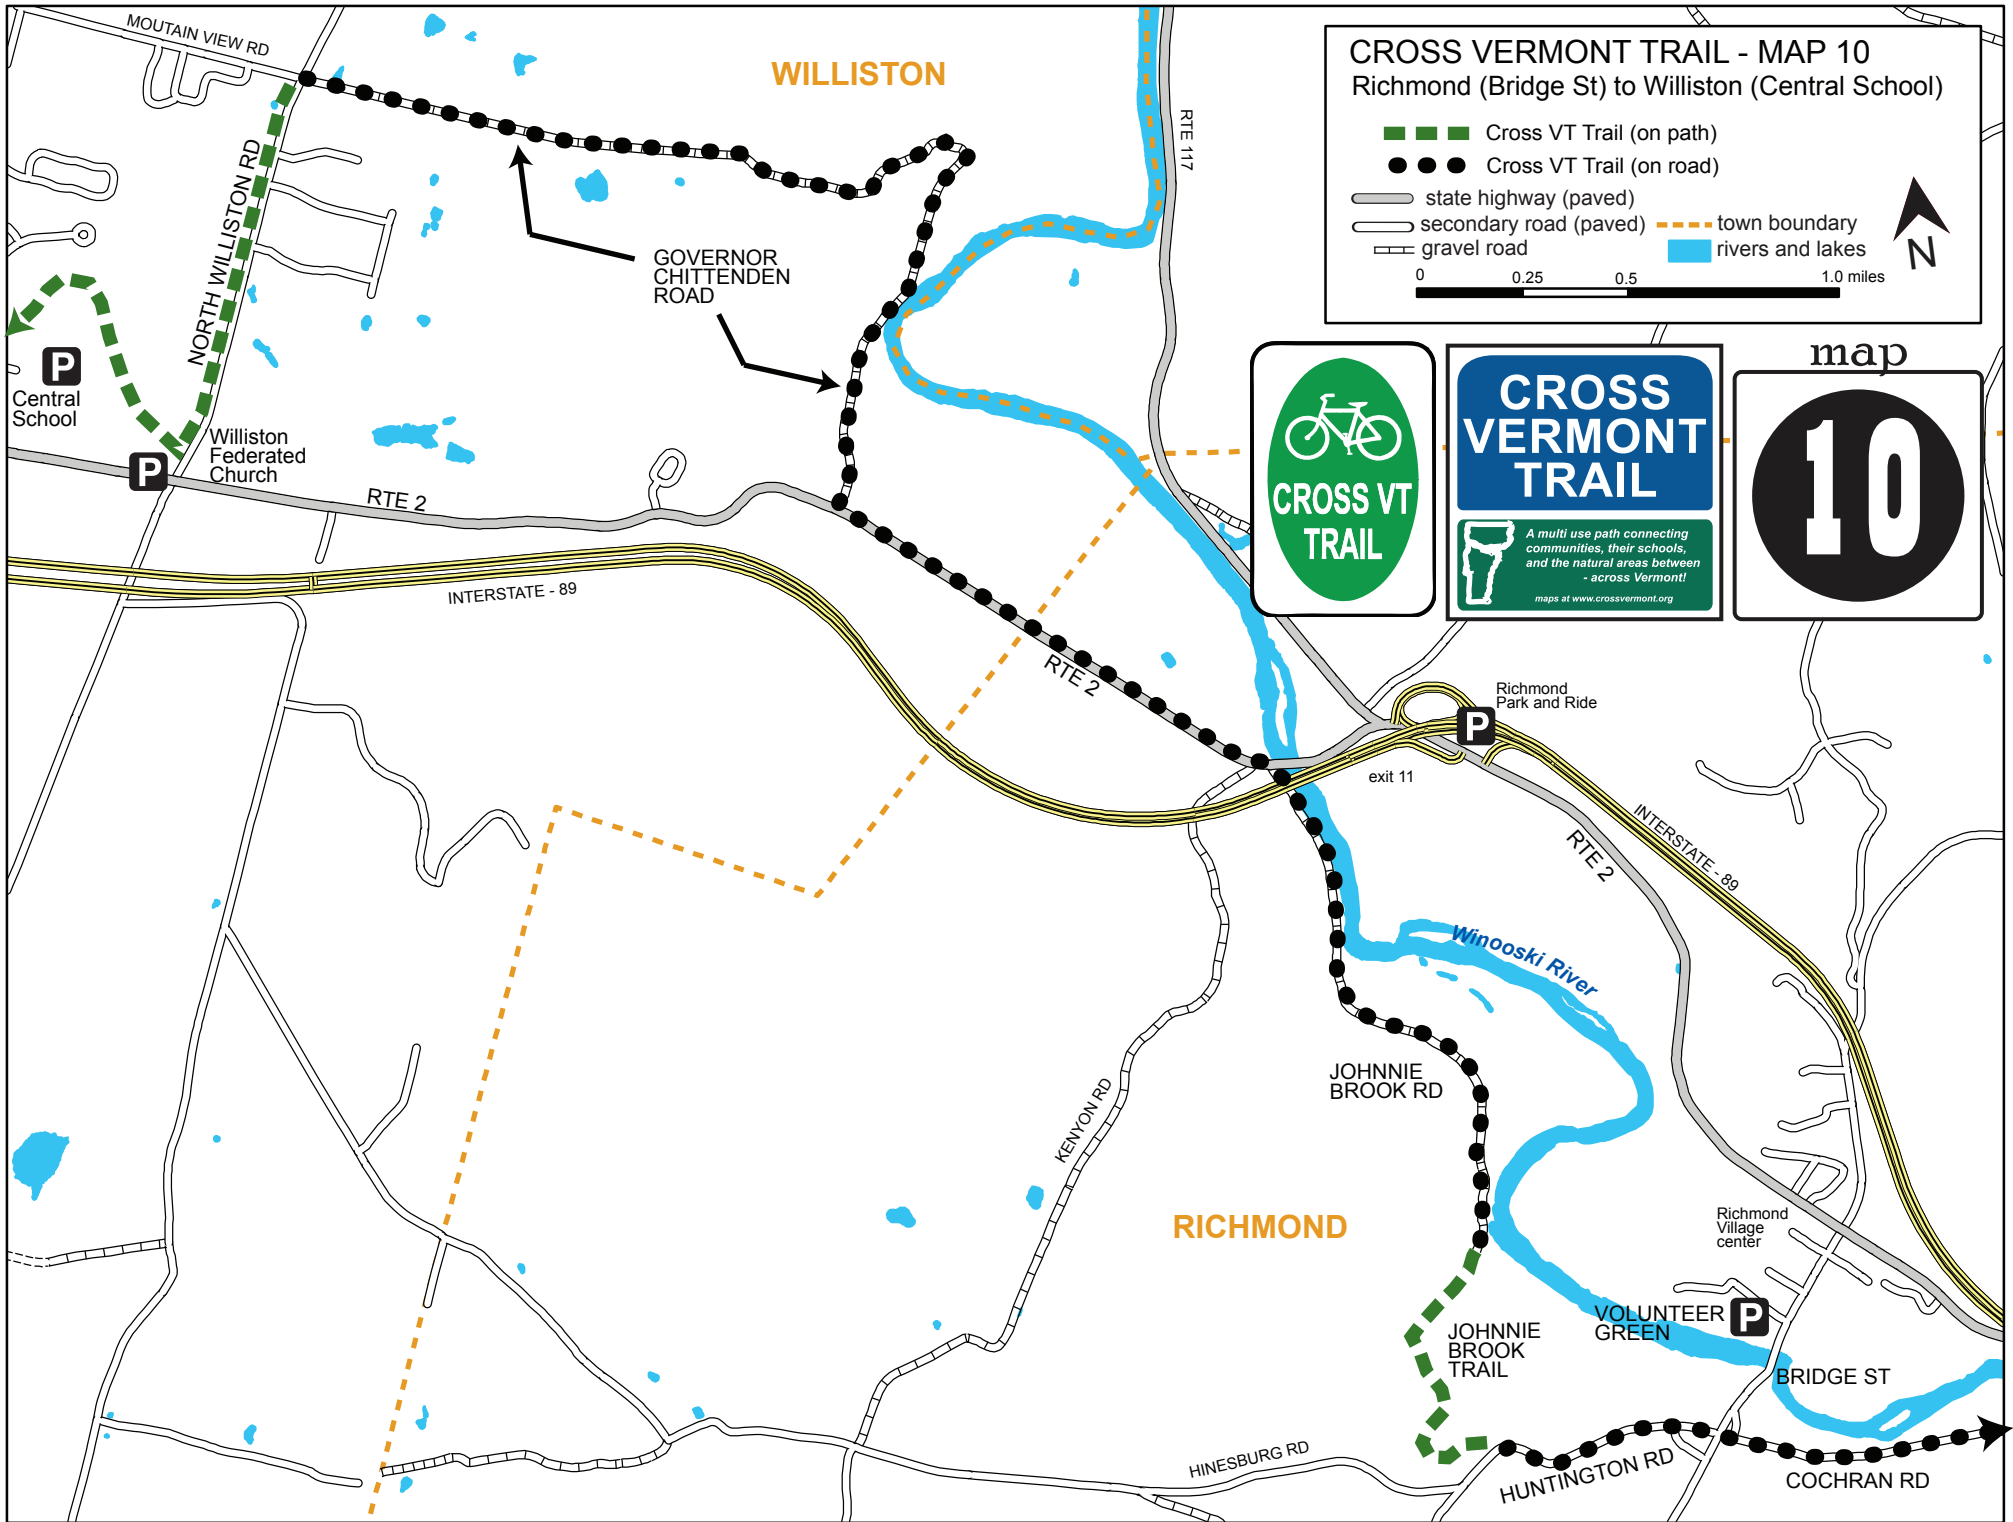 MOUTAIN VIEW RD
WILLISTON
RTE 117
CROSS VERMONT TRAIL - MAP 10
Richmond (Bridge St) to Williston (Central School)
Cross VT Trail (on path)
Cross VT Trail (on road)
state highway (paved)
secondary road (paved)
town boundary
gravel road
rivers and lakes
N
0
0.25
0.5
1.0 miles
NORTH WILLISTON RD
GOVERNOR
CHITTENDEN
ROAD
P
Central
School
Williston
Federated
Church
P
RTE 2
INTERSTATE - 89
CROSS VT
TRAIL
CROSS
VERMONT
TRAIL
A multi use path connecting
communities, their schools,
and the natural areas between
- across Vermont!
maps at www.crossvermont.org
map
10
RTE 2
Richmond
Park and Ride
P
exit 11
INTERSTATE - 89
RTE 2
Winooski River
JOHNNIE
BROOK RD
KENYON RD
RICHMOND
Richmond
Village
center
VOLUNTEER
GREEN
P
JOHNNIE
BROOK
TRAIL
BRIDGE ST
HINESBURG RD
HUNTINGTON RD
COCHRAN RD